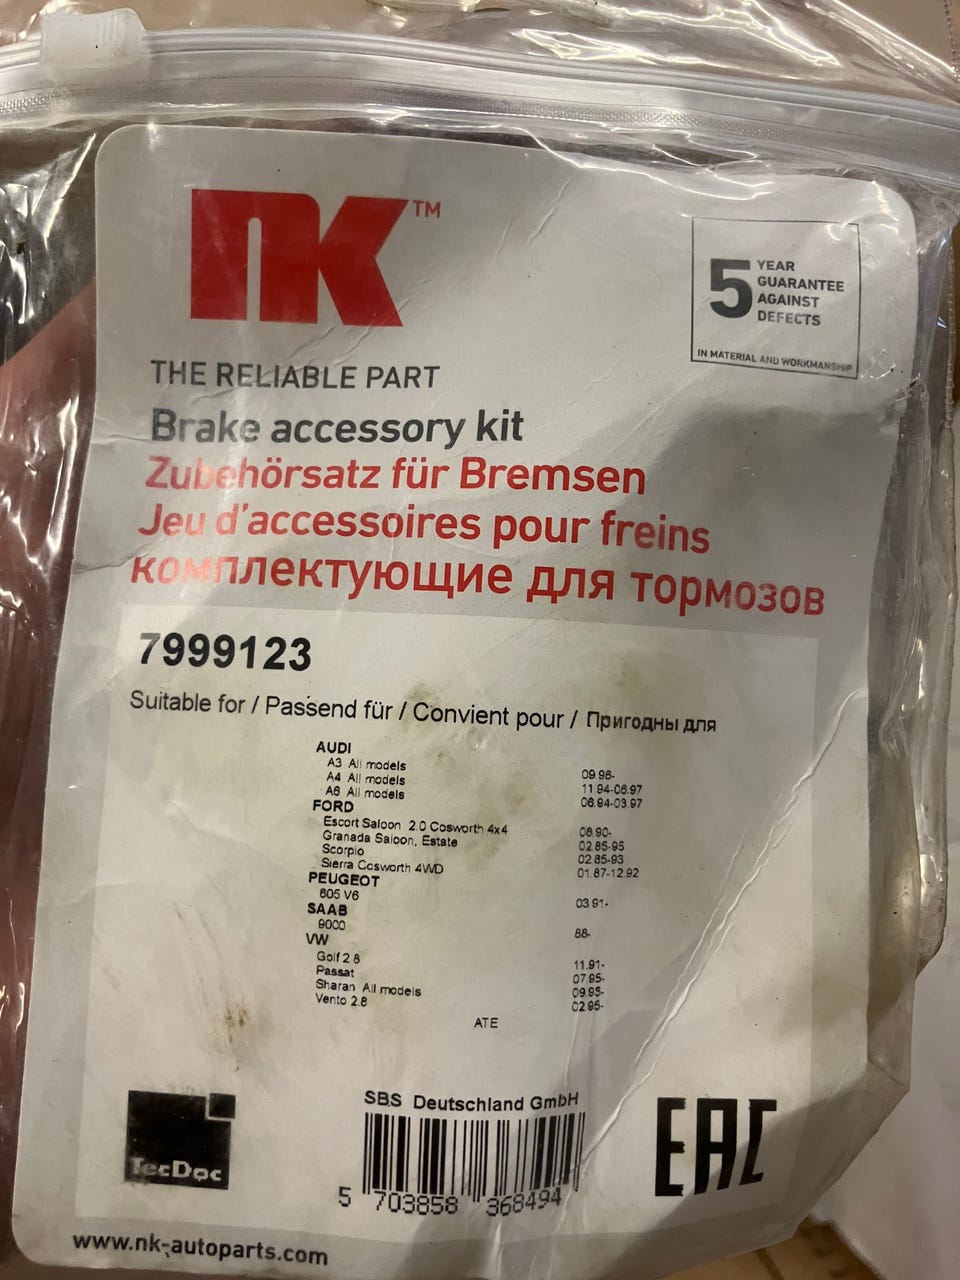 NK™
5 YEAR
GUARANTEE
AGAINST
DEFECTS
IN MATERIAL AND WORKMANSHIP
THE RELIABLE PART
Brake accessory kit
Zubehörsatz für Bremsen
Jeu d'accessoires pour freins
комплектующие для тормозов
7999123
Suitable for / Passend für / Convient pour / Пригодны для
AUDI
A3 All models 09.96-
A4 All models 11.94-06.97
A6 All models 06.94-03.97
FORD
Escort Saloon 2.0 Cosworth 4x4 08.90-
Granada Saloon, Estate 02.85-95
Scorpio 02.85-93
Sierra Cosworth 4WD 01.87-12.92
PEUGEOT
605 V6 03.91-
SAAB
9000 88-
VW
Golf 2.8 11.91-
Passat 07.95-
Sharan All models 09.95-
Vento 2.8 02.95-
ATE
SBS Deutschland GmbH
TecDoc
EAC
5 703858 368494
www.nk-autoparts.com